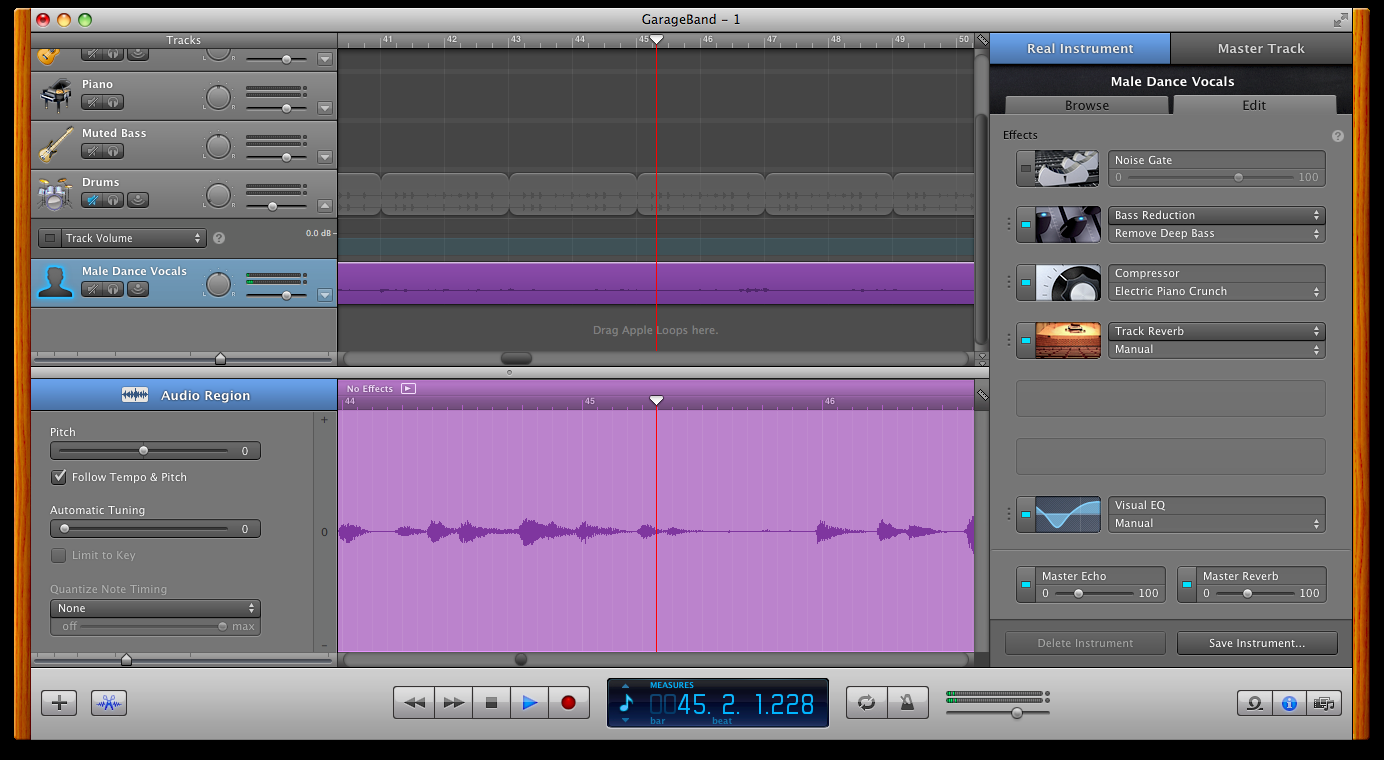 GarageBand - 1
Tracks
41 42 43 44 45 46 47 48 49 50
Real Instrument
Master Track
Male Dance Vocals
Browse
Edit
L R
Piano
L R
Muted Bass
L R
Drums
L R
Track Volume
?
0.0 dB
Male Dance Vocals
L R
Drag Apple Loops here.
Effects
?
Noise Gate
0 100
Bass Reduction
Remove Deep Bass
Compressor
Electric Piano Crunch
Track Reverb
Manual
Visual EQ
Manual
Master Echo
0 100
Master Reverb
0 100
Delete Instrument
Save Instrument...
Audio Region
No Effects
44 45 46
Pitch
0
Follow Tempo & Pitch
Automatic Tuning
0
Limit to Key
Quantize Note Timing
None
off max
+
0
-
MEASURES
0045. 2. 1.228
bar beat
i